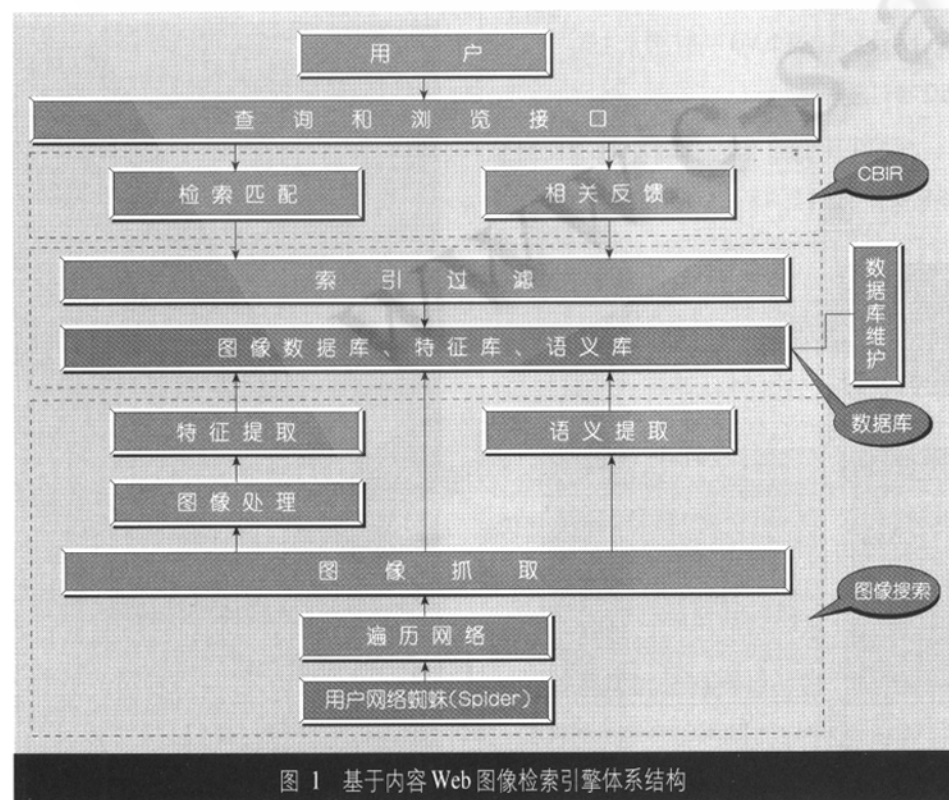 用户
查询和浏览接口
检索匹配
相关反馈
CBIR
索引过滤
图像数据库、特征库、语义库
数据库维护
特征提取
语义提取
数据库
图像处理
图像抓取
图像搜索
遍历网络
用户网络蜘蛛(Spider)
图 1 基于内容 Web 图像检索引擎体系结构
www.c-s-a